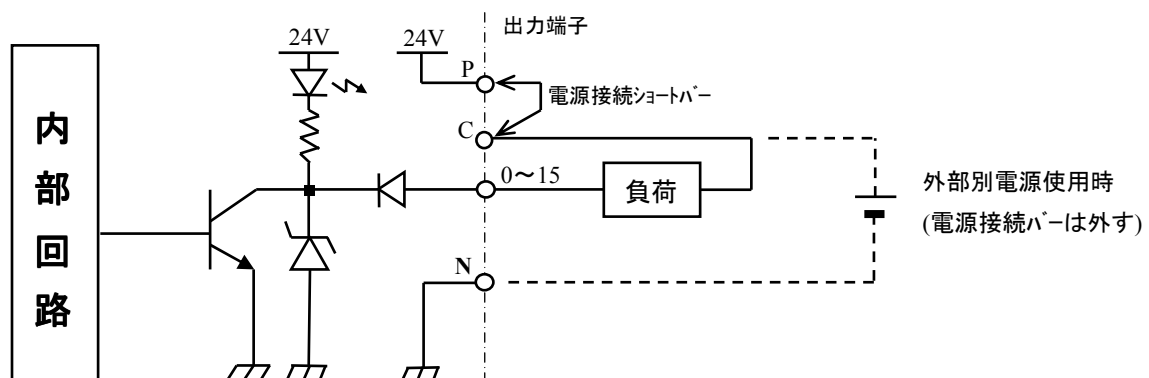 出力端子
24V
24V
P
電源接続ショートバー
C
0～15
負荷
内部回路
外部別電源使用時
(電源接続バーは外す)
N